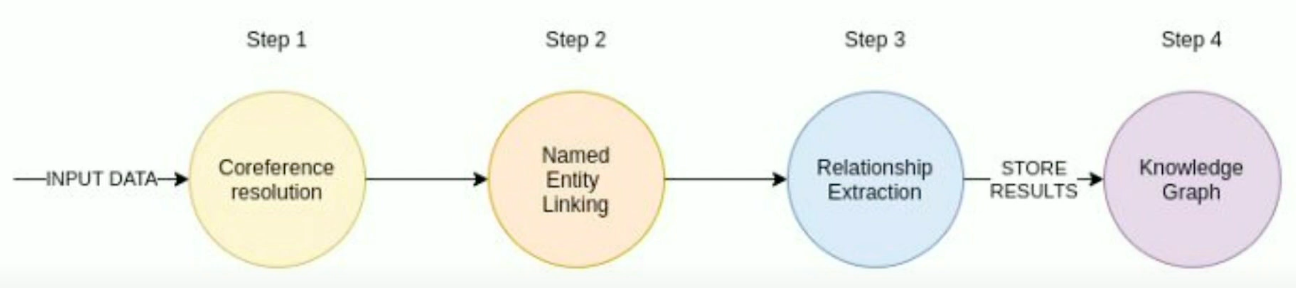 Step 1
Step 2
Step 3
Step 4
INPUT DATA
Coreference
resolution
Named
Entity
Linking
Relationship
Extraction
STORE
RESULTS
Knowledge
Graph